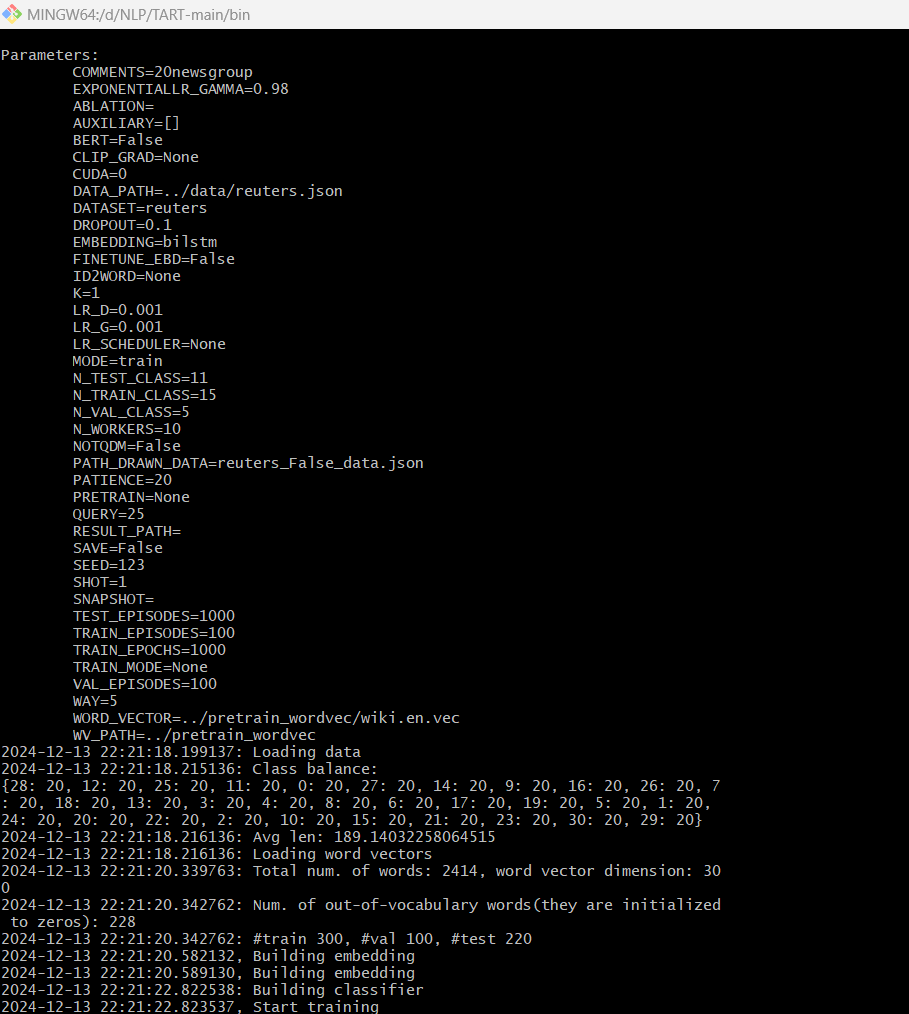 MINGW64:/d/NLP/TART-main/bin
Parameters:
COMMENTS=20newsgroup
EXPONENTIALLR_GAMMA=0.98
ABLATION=
AUXILIARY=[]
BERT=False
CLIP_GRAD=None
CUDA=0
DATA_PATH=../data/reuters.json
DATASET=reuters
DROPOUT=0.1
EMBEDDING=bilstm
FINETUNE_EBD=False
ID2WORD=None
K=1
LR_D=0.001
LR_G=0.001
LR_SCHEDULER=None
MODE=train
N_TEST_CLASS=11
N_TRAIN_CLASS=15
N_VAL_CLASS=5
N_WORKERS=10
NOTQDM=False
PATH_DRAWN_DATA=reuters_False_data.json
PATIENCE=20
PRETRAIN=None
QUERY=25
RESULT_PATH=
SAVE=False
SEED=123
SHOT=1
SNAPSHOT=
TEST_EPISODES=1000
TRAIN_EPISODES=100
TRAIN_EPOCHS=1000
TRAIN_MODE=None
VAL_EPISODES=100
WAY=5
WORD_VECTOR=../pretrain_wordvec/wiki.en.vec
WV_PATH=../pretrain_wordvec
2024-12-13 22:21:18.199137: Loading data
2024-12-13 22:21:18.215136: Class balance:
{28: 20, 12: 20, 25: 20, 11: 20, 0: 20, 27: 20, 14: 20, 9: 20, 16: 20, 26: 20, 7
: 20, 18: 20, 13: 20, 3: 20, 4: 20, 8: 20, 6: 20, 17: 20, 19: 20, 5: 20, 1: 20,
24: 20, 20: 20, 22: 20, 2: 20, 10: 20, 15: 20, 21: 20, 23: 20, 30: 20, 29: 20}
2024-12-13 22:21:18.216136: Avg len: 189.14032258064515
2024-12-13 22:21:18.216136: Loading word vectors
2024-12-13 22:21:20.339763: Total num. of words: 2414, word vector dimension: 30
0
2024-12-13 22:21:20.342762: Num. of out-of-vocabulary words(they are initialized
to zeros): 228
2024-12-13 22:21:20.342762: #train 300, #val 100, #test 220
2024-12-13 22:21:20.582132, Building embedding
2024-12-13 22:21:20.589130, Building embedding
2024-12-13 22:21:22.822538: Building classifier
2024-12-13 22:21:22.823537, Start training